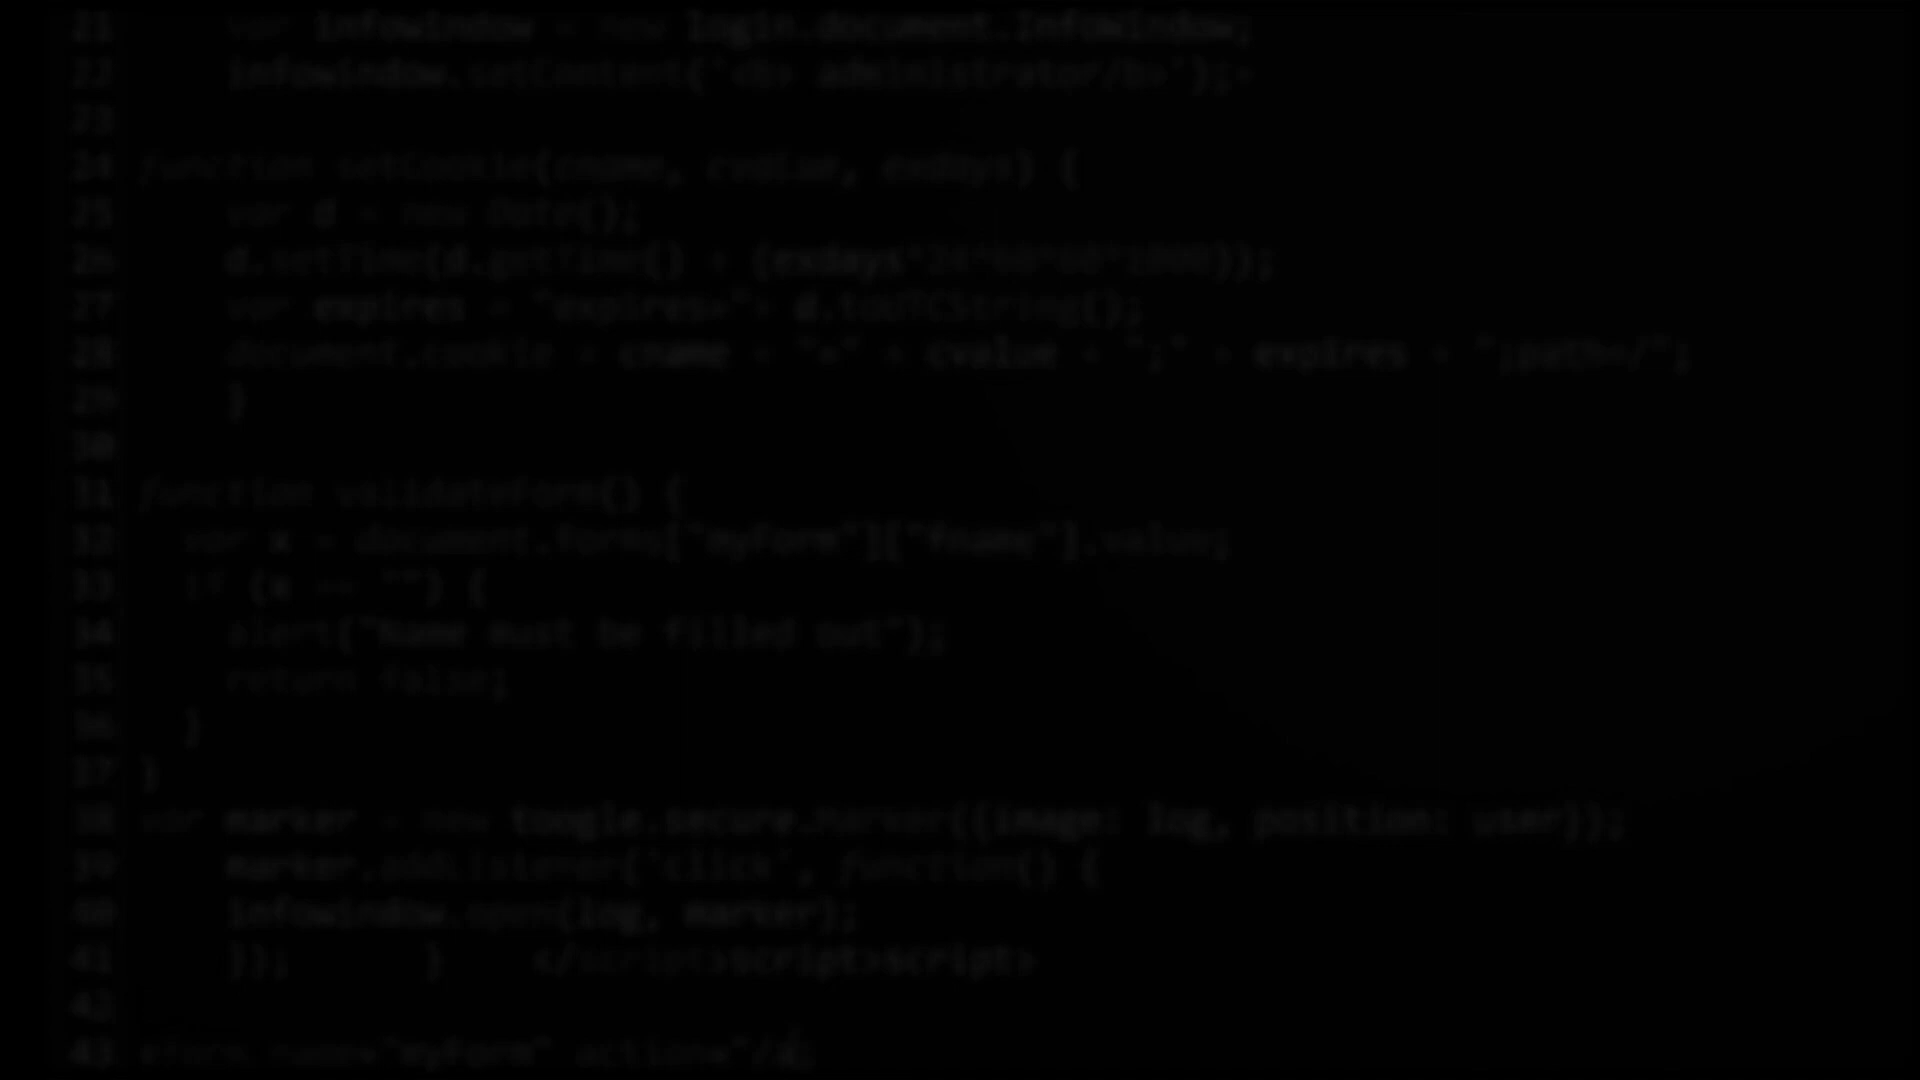 21 var infowindow = new login.document.InfoWindow;
22 infowindow.setContent('<b> administrator/b>');
23
24 function setCookie(cname, cvalue, exdays) {
25 var d = new Date();
26 d.setTime(d.getTime() + (exdays*24*60*60*1000));
27 var expires = "expires="+ d.toUTCString();
28 document.cookie = cname + "=" + cvalue + ";" + expires + ";path=/";
29 }
30
31 function validateForm() {
32 var x = document.forms["myForm"]["fname"].value;
33 if (x == "") {
34 alert("Name must be filled out");
35 return false;
36 }
37 }
38 var marker = new toogle.secure.Marker({image: log, position: user});
39 marker.addListener('click', function() {
40 infowindow.open(log, marker);
41 }); } </script>script>script>
42
43 <form name="myForm" action="/